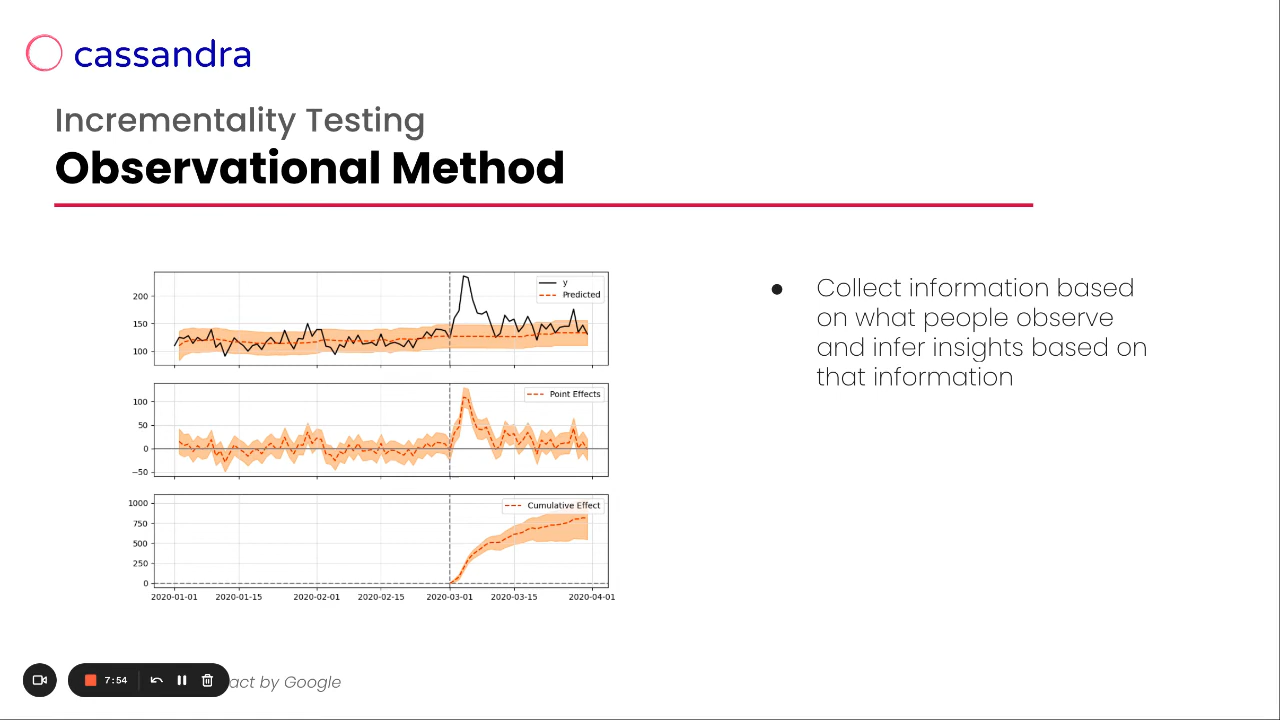 cassandra
Incrementality Testing
Observational Method
200
150
100
y
Predicted
100
50
0
−50
Point Effects
1000
750
500
250
0
Cumulative Effect
2020-01-01 2020-01-15 2020-02-01 2020-02-15 2020-03-01 2020-03-15 2020-04-01
● Collect information based
on what people observe
and infer insights based on
that information
7:54
by Google